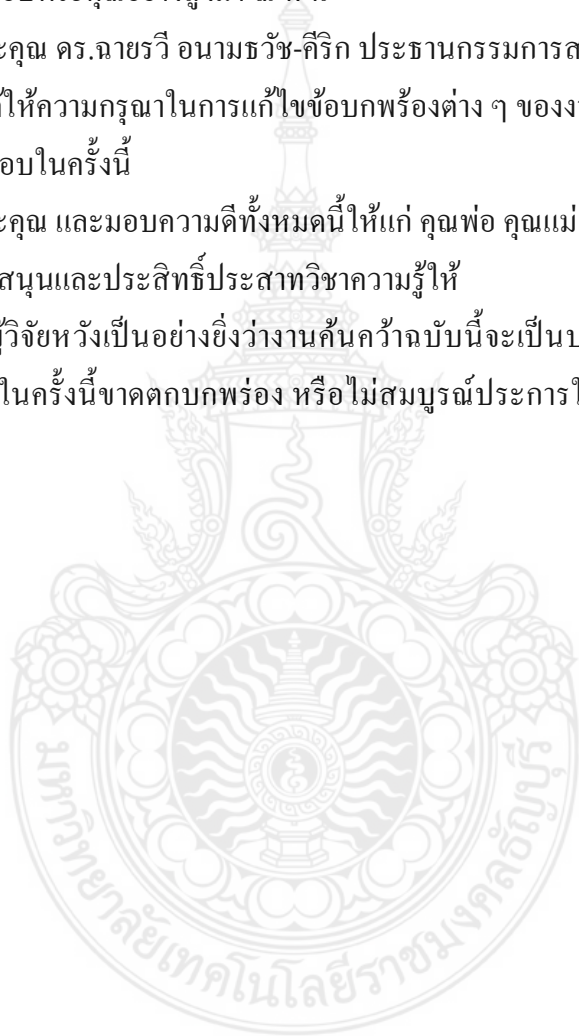 ะคุณ ดร.ฉายรวี อนามธวัช-คีริก ประธานกรรมการส
ให้ความกรุณาในการแก้ไขข้อบกพร้องต่าง ๆ ของง
อบในครั้งนี้
ะคุณ และมอบความดีทั้งหมดนี้ให้แก่ คุณพ่อ คุณแม่
สนุนและประสิทธิ์ประสาทวิชาความรู้ให้
ผู้วิจัยหวังเป็นอย่างยิ่งว่างานค้นคว้าฉบับนี้จะเป็นป
ในครั้งนี้ขาดตกบกพร่อง หรือไม่สมบูรณ์ประการใ
มหาวิทยาลัยเทคโนโลยีราชมงคลธัญบุรี